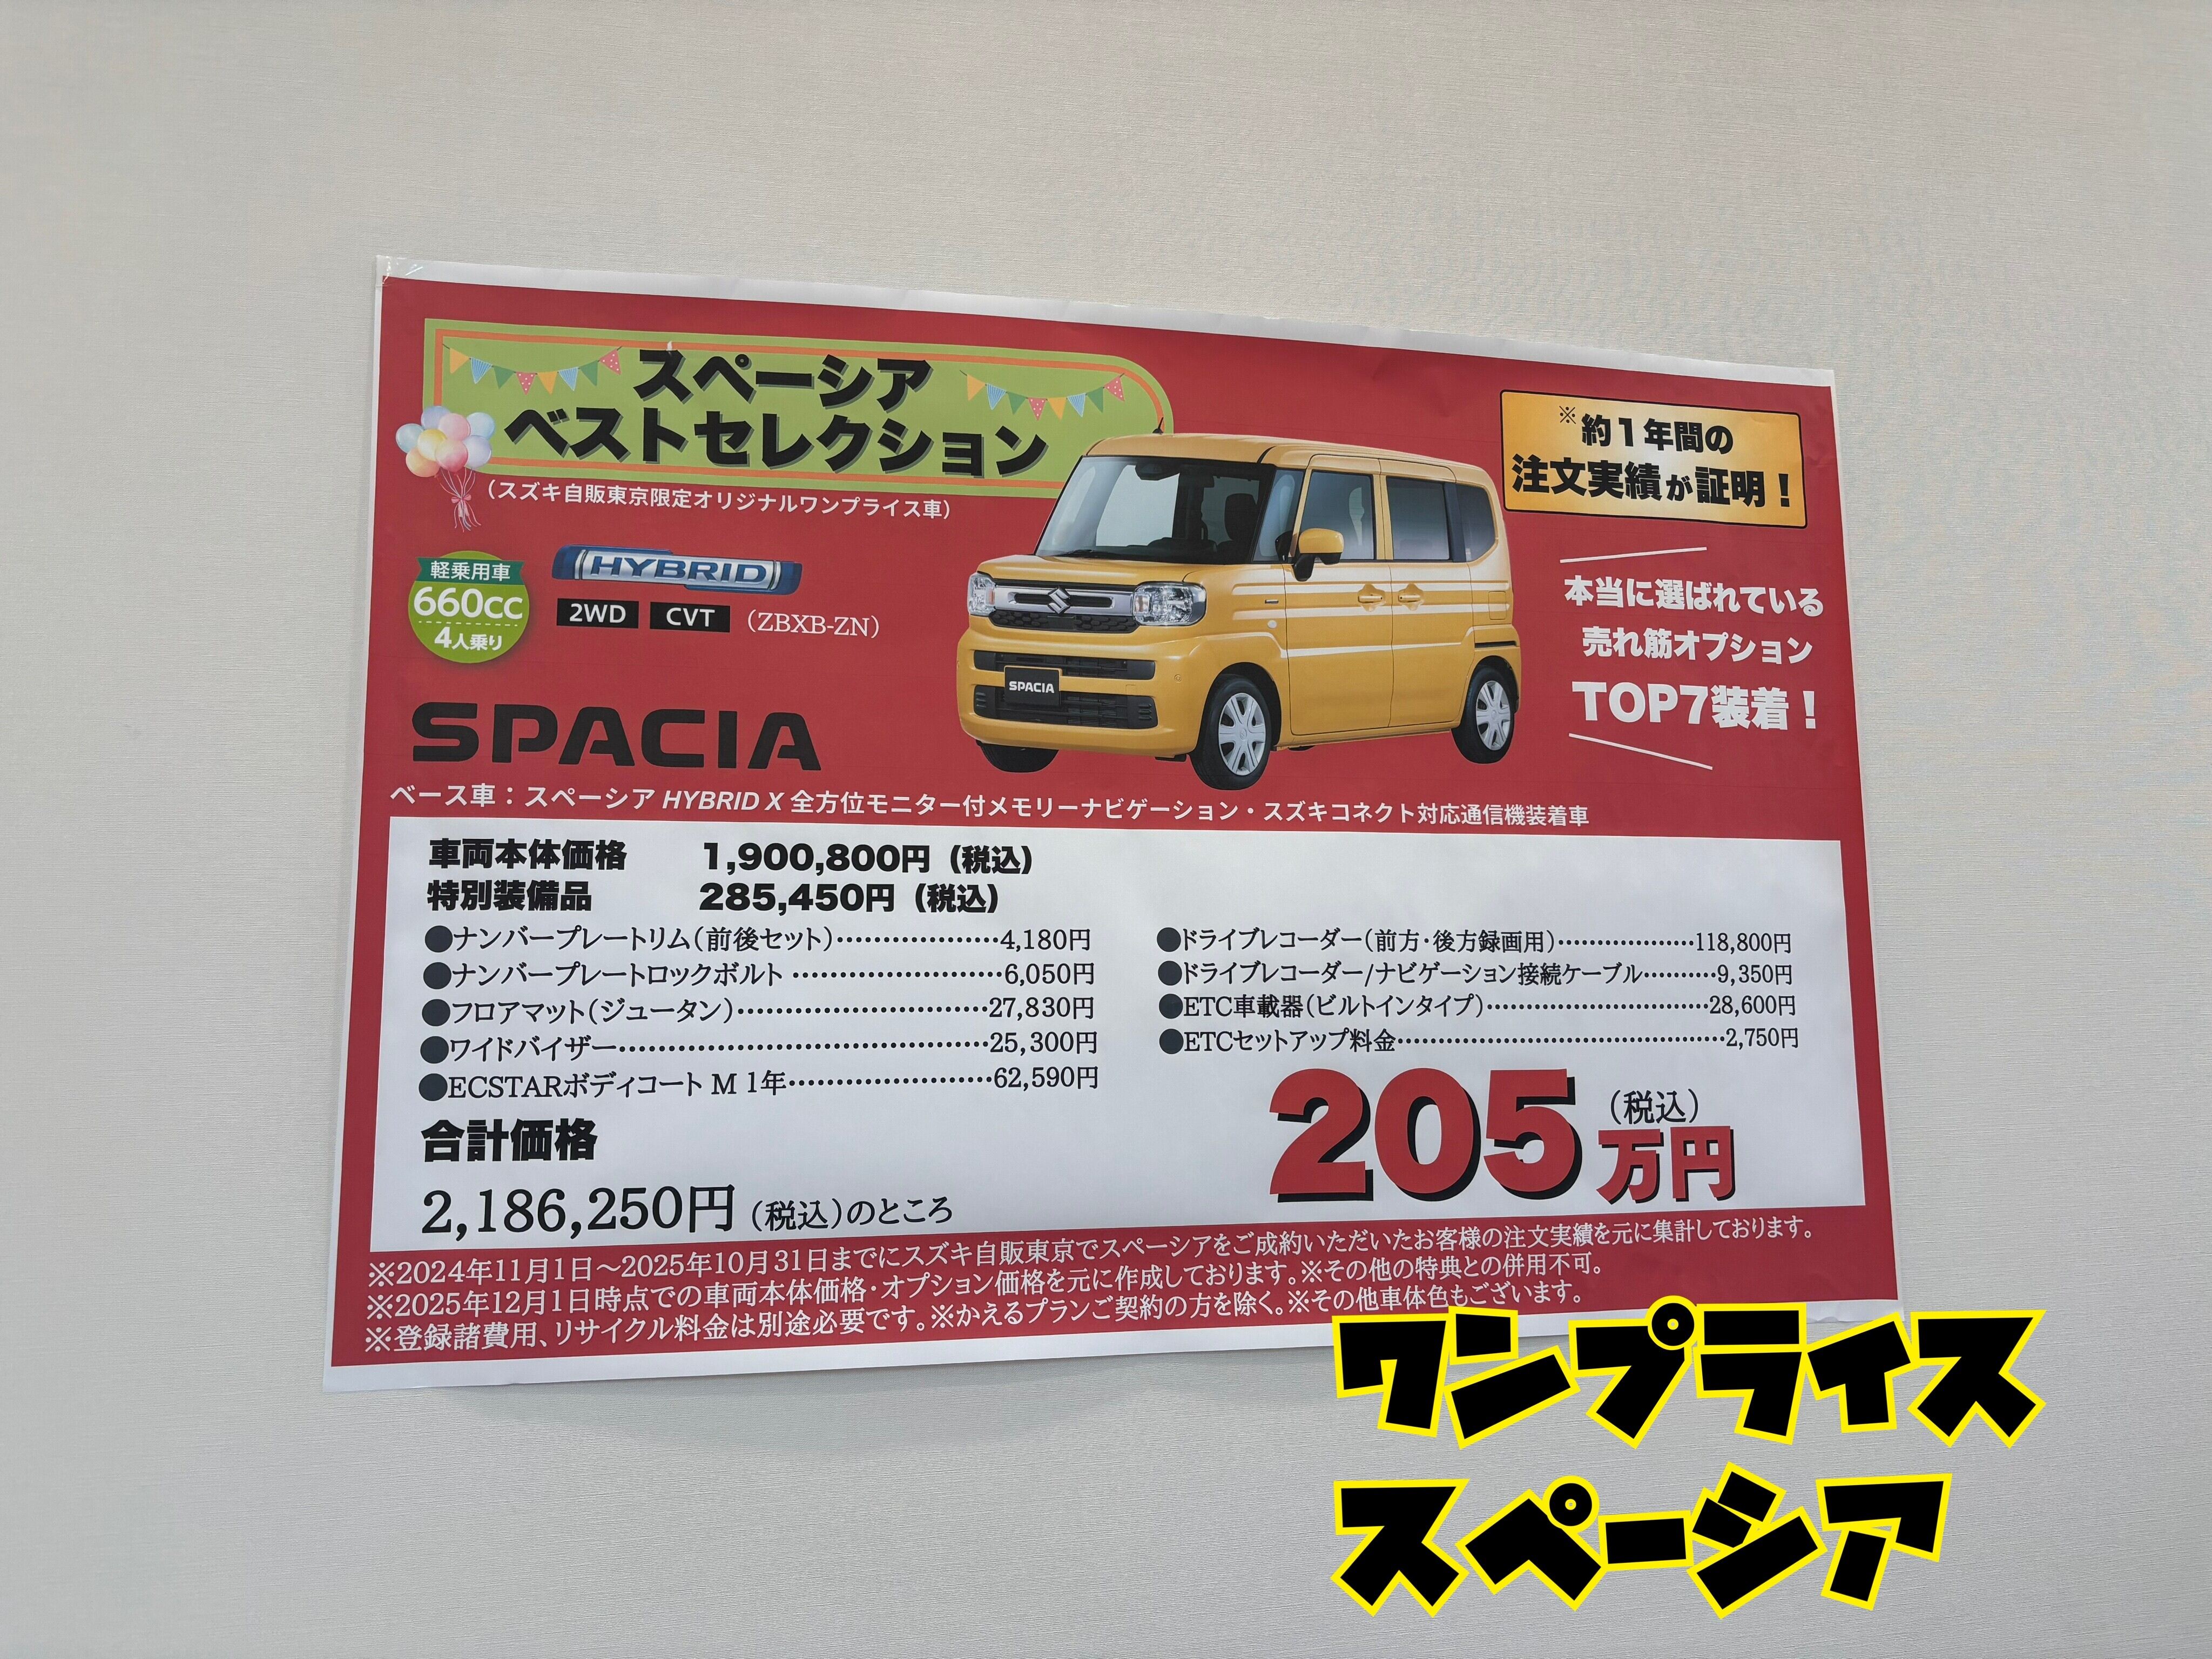 スペーシア
ベストセレクション
（スズキ自販東京限定オリジナルワンプライス車）
※約１年間の
注文実績が証明！
軽乗用車
660cc
4人乗り
HYBRID
2WD CVT （ZBXB-ZN）
本当に選ばれている
売れ筋オプション
TOP7装着！
SPACIA
SPACIA
ベース車：スペーシア HYBRID X 全方位モニター付メモリーナビゲーション・スズキコネクト対応通信機装着車
車両本体価格 1,900,800円（税込）
特別装備品 285,450円（税込）
●ナンバープレートリム（前後セット）………………4,180円
●ナンバープレートロックボルト ……………………6,050円
●フロアマット（ジュータン）………………………27,830円
●ワイドバイザー……………………………………25,300円
●ECSTARボディコート M 1年……………………62,590円
●ドライブレコーダー（前方・後方録画用）………………118,800円
●ドライブレコーダー/ナビゲーション接続ケーブル………9,350円
●ETC車載器（ビルトインタイプ）…………………………28,600円
●ETCセットアップ料金……………………………………2,750円
合計価格
2,186,250円（税込）のところ
205万円（税込）
※2024年11月1日～2025年10月31日までにスズキ自販東京でスペーシアをご成約いただいたお客様の注文実績を元に集計しております。
※2025年12月1日時点での車両本体価格・オプション価格を元に作成しております。※その他の特典との併用不可。
※登録諸費用、リサイクル料金は別途必要です。※かえるプランご契約の方を除く。※その他車体色もございます。
ワンプライス
スペーシア